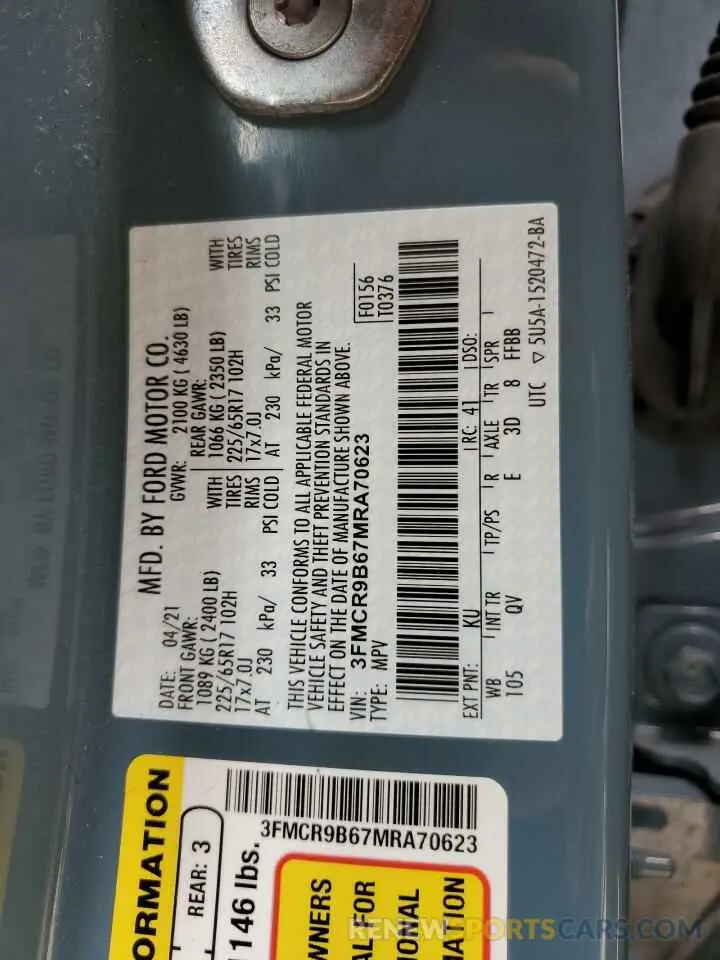 MFD. BY FORD MOTOR CO.
DATE: 04/21 GVWR: 2100 KG ( 4630 LB)
FRONT GAWR: REAR GAWR:
1089 KG ( 2400 LB) WITH 1066 KG ( 2350 LB) WITH
225/65R17 102H TIRES 225/65R17 102H TIRES
17x7.0J RIMS 17x7.0J RIMS
AT 230 kPa/ 33 PSI COLD AT 230 kPa/ 33 PSI COLD
THIS VEHICLE CONFORMS TO ALL APPLICABLE FEDERAL MOTOR
VEHICLE SAFETY AND THEFT PREVENTION STANDARDS IN
EFFECT ON THE DATE OF MANUFACTURE SHOWN ABOVE.
VIN: 3FMCR9B67MRA70623
TYPE: MPV
F0156
T0376
EXT PNT: KU RC: 41 DSO:
WB INT TR TP/PS R AXLE TR SPR
105 QV E 3D 8 FFBB
UTC ▽ 5U5A-1520472-BA
3FMCR9B67MRA70623
ORMATION
REAR: 3
1146 lbs.
WNERS
AL FOR
IONAL
MATION
RENEWSPORTSCARS.COM